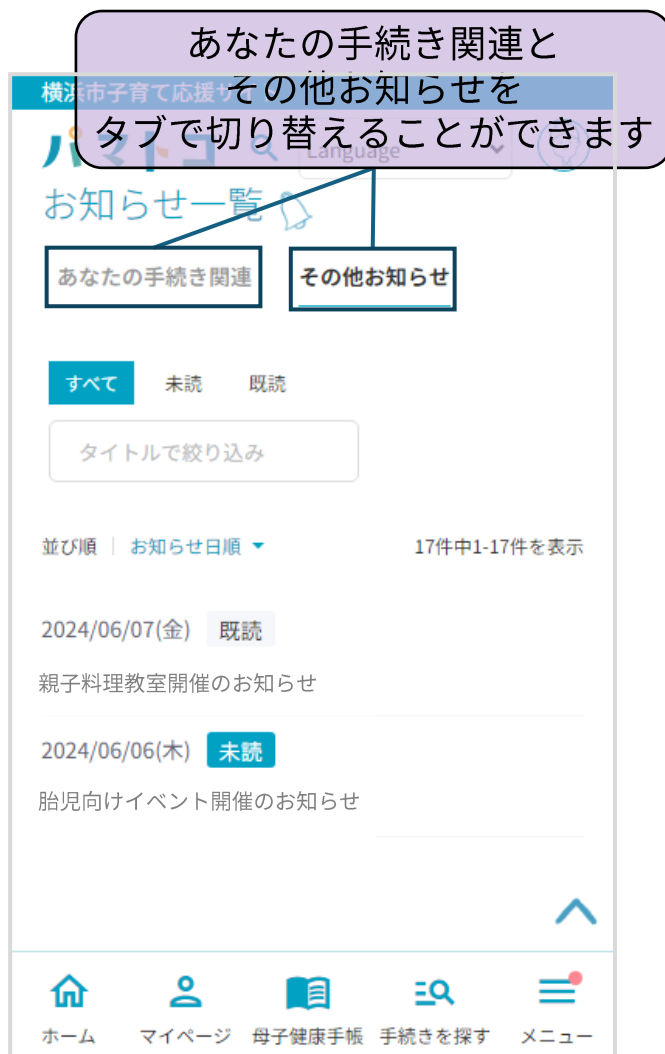 あなたの手続き関連と
その他お知らせを
タブで切り替えることができます
横浜市子育て応援サイト
パマトコ
Language
お知らせ一覧
あなたの手続き関連 その他お知らせ
すべて 未読 既読
タイトルで絞り込み
並び順 お知らせ日順 17件中1-17件を表示
2024/06/07(金) 既読
親子料理教室開催のお知らせ
2024/06/06(木) 未読
胎児向けイベント開催のお知らせ
ホーム マイページ 母子健康手帳 手続きを探す メニュー